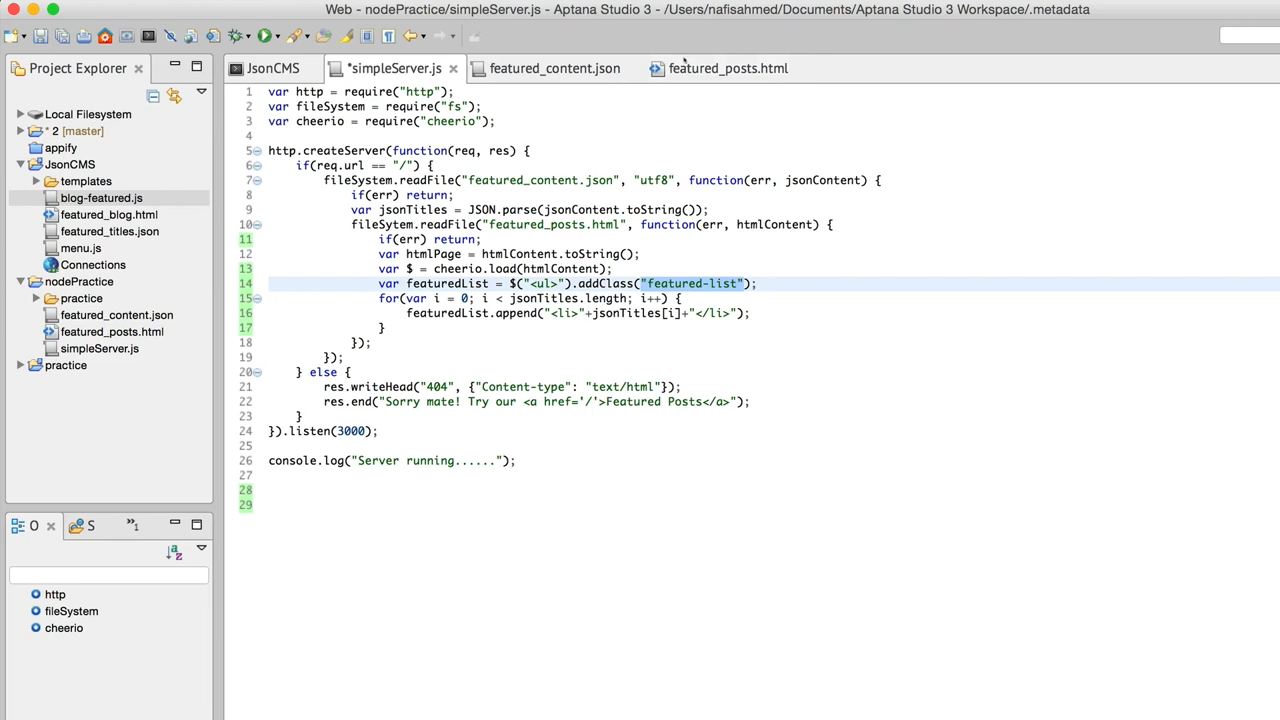 Web - nodePractice/simpleServer.js - Aptana Studio 3 - /Users/nafisahmed/Documents/Aptana Studio 3 Workspace/.metadata
Project Explorer
Local Filesystem
* 2 [master]
appify
JsonCMS
templates
blog-featured.js
featured_blog.html
featured_titles.json
menu.js
Connections
nodePractice
practice
featured_content.json
featured_posts.html
simpleServer.js
practice
O
S
»1
http
fileSystem
cheerio
JsonCMS
*simpleServer.js
featured_content.json
featured_posts.html
1 var http = require("http");
2 var fileSystem = require("fs");
3 var cheerio = require("cheerio");
4
5 http.createServer(function(req, res) {
6 if(req.url == "/") {
7 fileSystem.readFile("featured_content.json", "utf8", function(err, jsonContent) {
8 if(err) return;
9 var jsonTitles = JSON.parse(jsonContent.toString());
10 fileSystem.readFile("featured_posts.html", function(err, htmlContent) {
11 if(err) return;
12 var htmlPage = htmlContent.toString();
13 var $ = cheerio.load(htmlContent);
14 var featuredList = $("<ul>").addClass("featured-list");
15 for(var i = 0; i < jsonTitles.length; i++) {
16 featuredList.append("<li>"+jsonTitles[i]+"</li>");
17 }
18 });
19 });
20 } else {
21 res.writeHead("404", {"Content-type": "text/html"});
22 res.end("Sorry mate! Try our <a href='/'>Featured Posts</a>");
23 }
24 }).listen(3000);
25
26 console.log("Server running......");
27
28
29